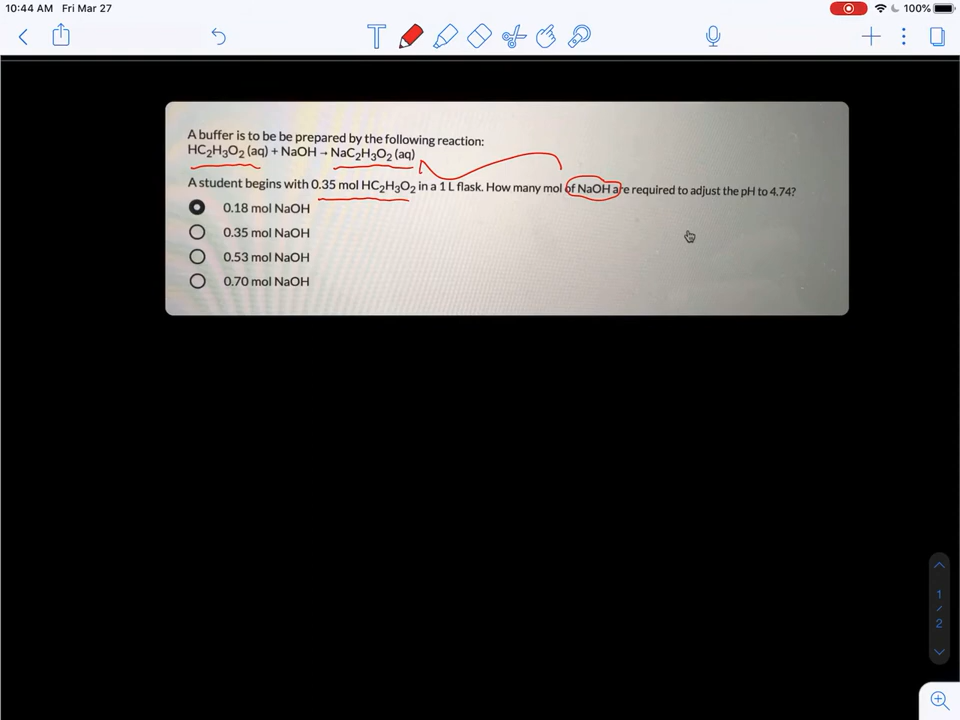 10:44 AM Fri Mar 27
100%
A buffer is to be be prepared by the following reaction:
HC₂H₃O₂ (aq) + NaOH → NaC₂H₃O₂ (aq)
A student begins with 0.35 mol HC₂H₃O₂ in a 1 L flask. How many mol of NaOH are required to adjust the pH to 4.74?
0.18 mol NaOH
0.35 mol NaOH
0.53 mol NaOH
0.70 mol NaOH
1
/
2